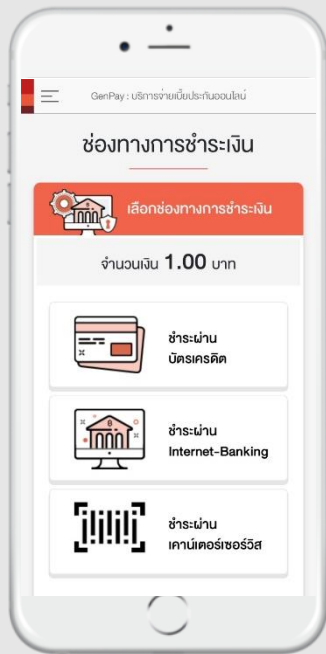 GenPay : บริการจ่ายเบี้ยประกันออนไลน์
ช่องทางการชำระเงิน
เลือกช่องทางการชำระเงิน
จำนวนเงิน 1.00 บาท
ชำระผ่าน
บัตรเครดิต
ชำระผ่าน
Internet-Banking
ชำระผ่าน
เคาน์เตอร์เซอร์วิส